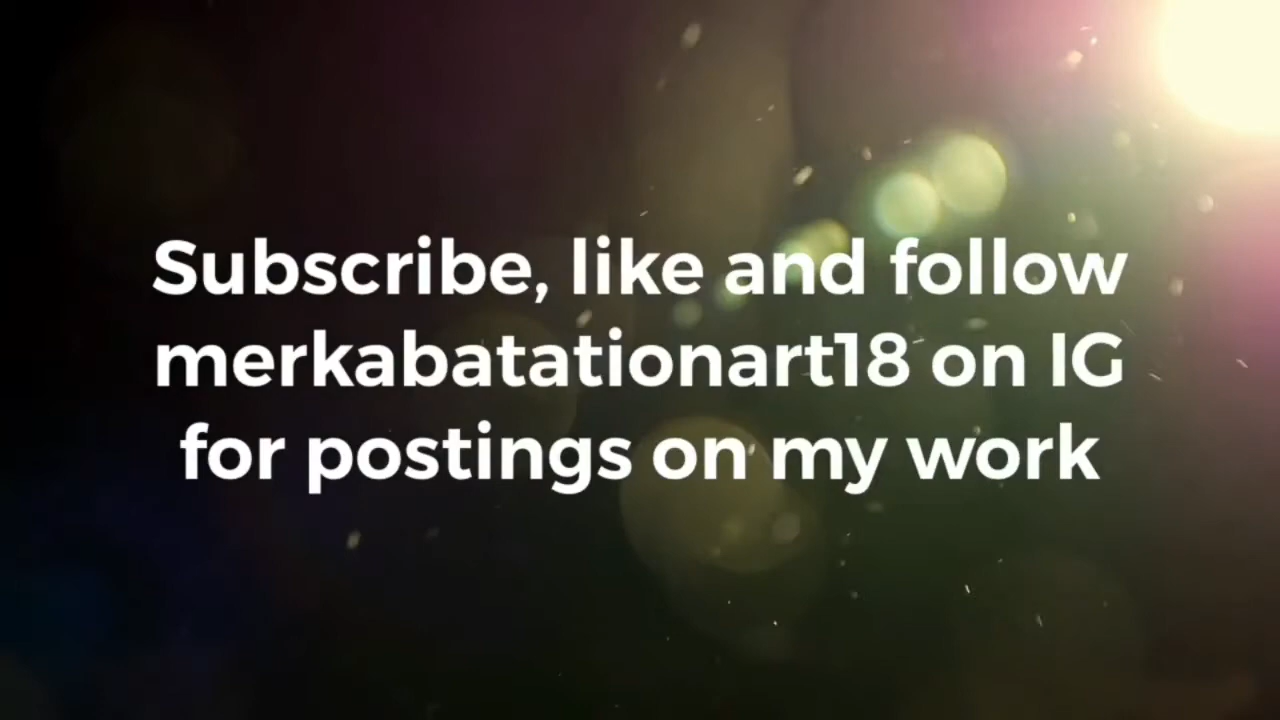 Subscribe, like and follow
merkabatationart18 on IG
for postings on my work